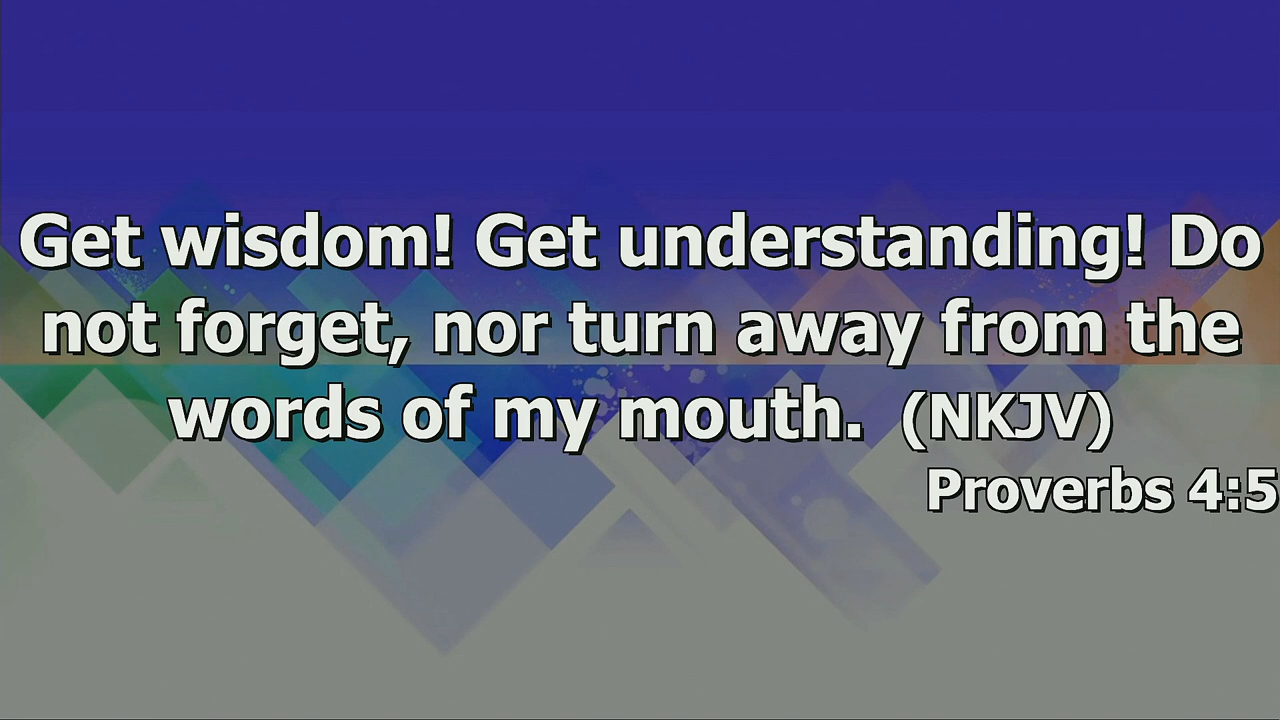 Get wisdom! Get understanding! Do
not forget, nor turn away from the
words of my mouth. (NKJV)
Proverbs 4:5